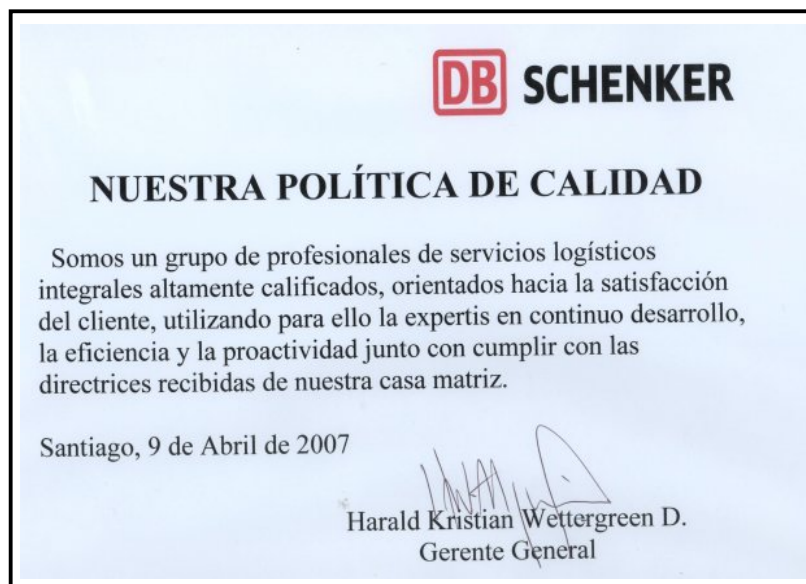 DB SCHENKER
NUESTRA POLÍTICA DE CALIDAD
Somos un grupo de profesionales de servicios logísticos
integrales altamente calificados, orientados hacia la satisfacción
del cliente, utilizando para ello la expertis en continuo desarrollo,
la eficiencia y la proactividad junto con cumplir con las
directrices recibidas de nuestra casa matriz.
Santiago, 9 de Abril de 2007
Harald Kristian Wettergreen D.
Gerente General